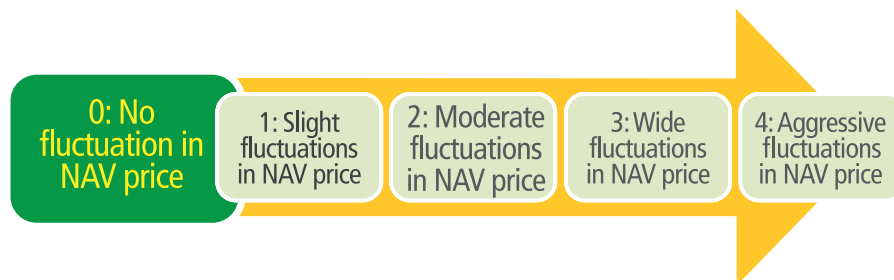 0: No
fluctuation in
NAV price
1: Slight
fluctuations
in NAV price
2: Moderate
fluctuations
in NAV price
3: Wide
fluctuations
in NAV price
4: Aggressive
fluctuations
in NAV price